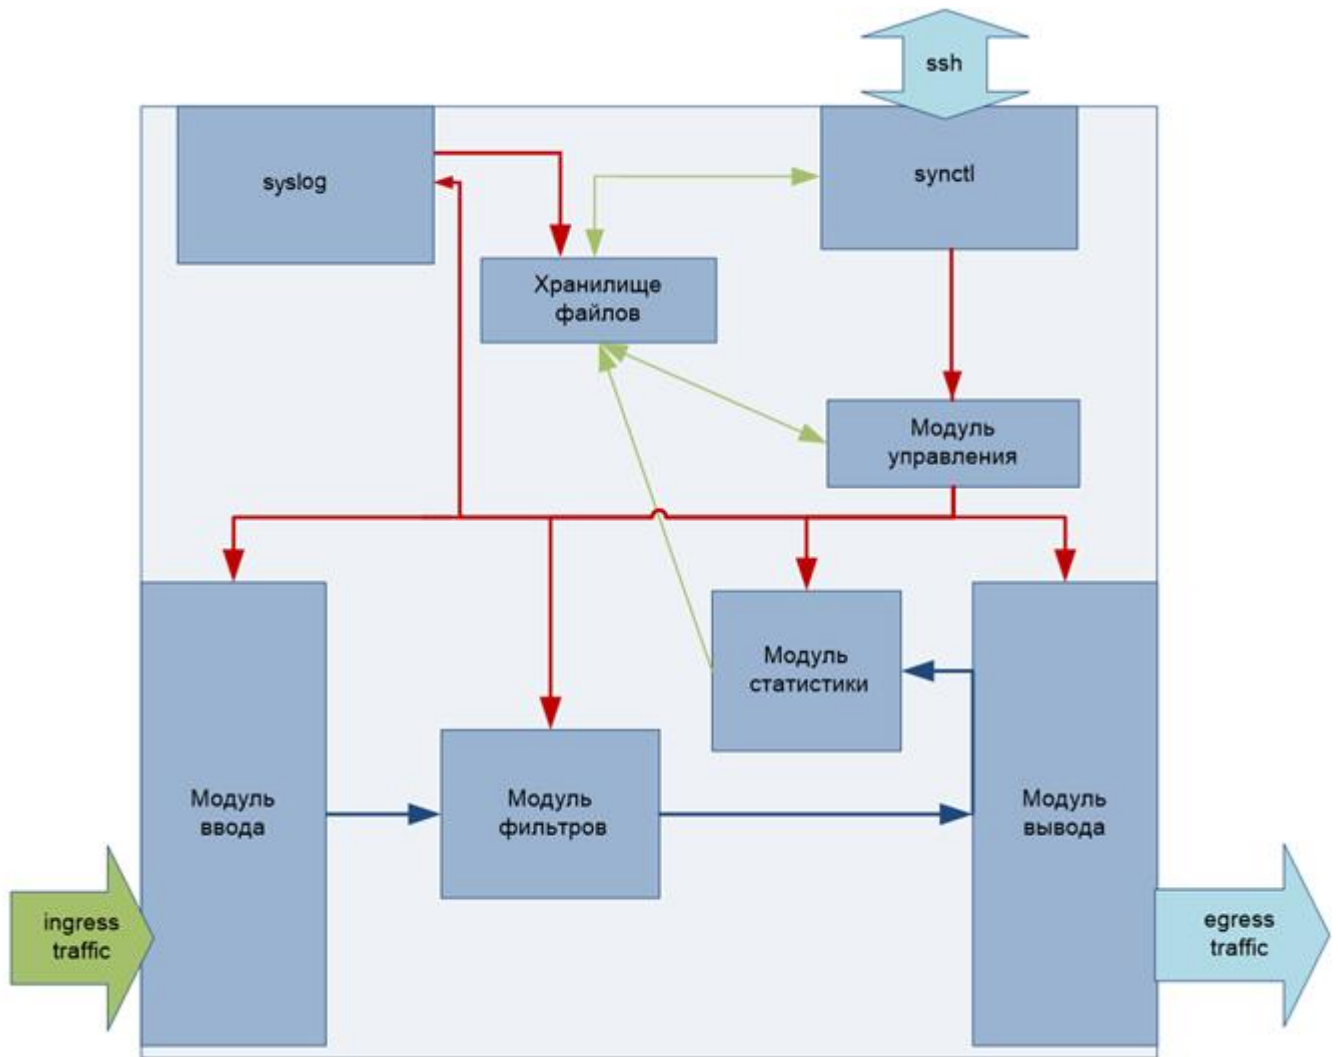 ssh
syslog
synctl
Хранилище
файлов
Модуль
управления
Модуль
статистики
Модуль
ввода
Модуль
фильтров
Модуль
вывода
ingress
traffic
egress
traffic